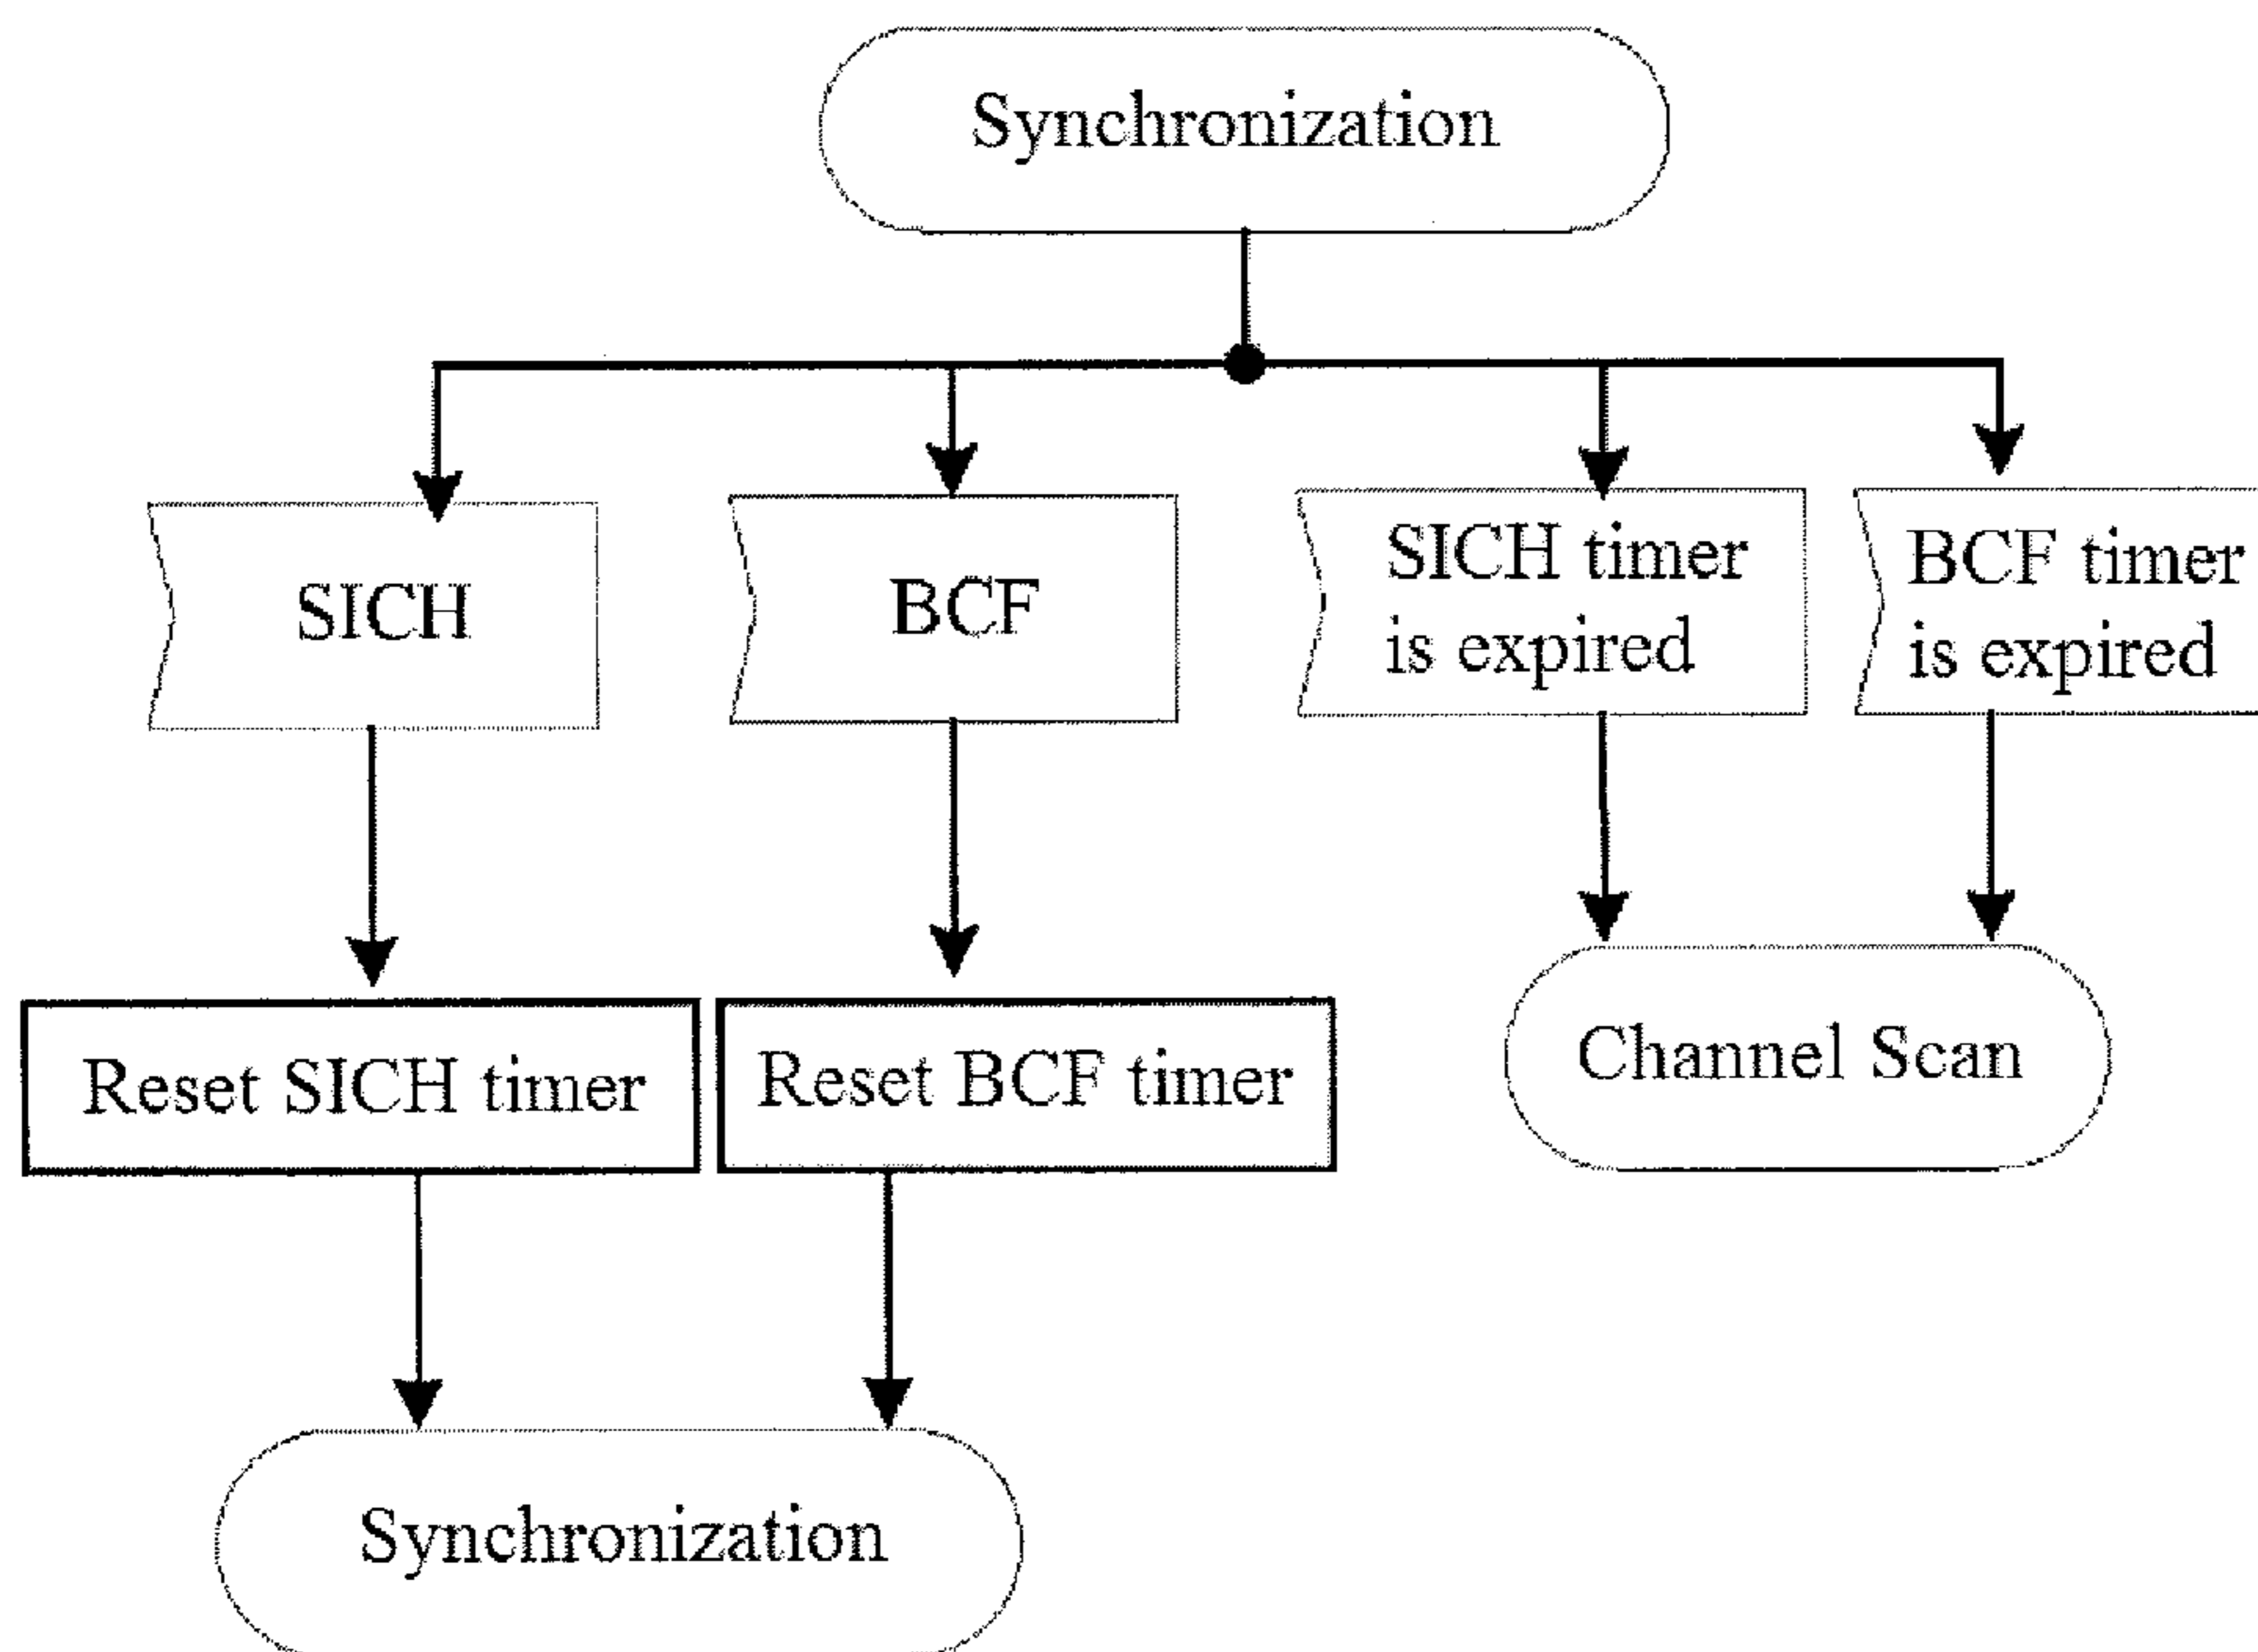 Synchronization
SICH
BCF
SICH timer
is expired
BCF timer
is expired
Reset SICH timer
Reset BCF timer
Channel Scan
Synchronization